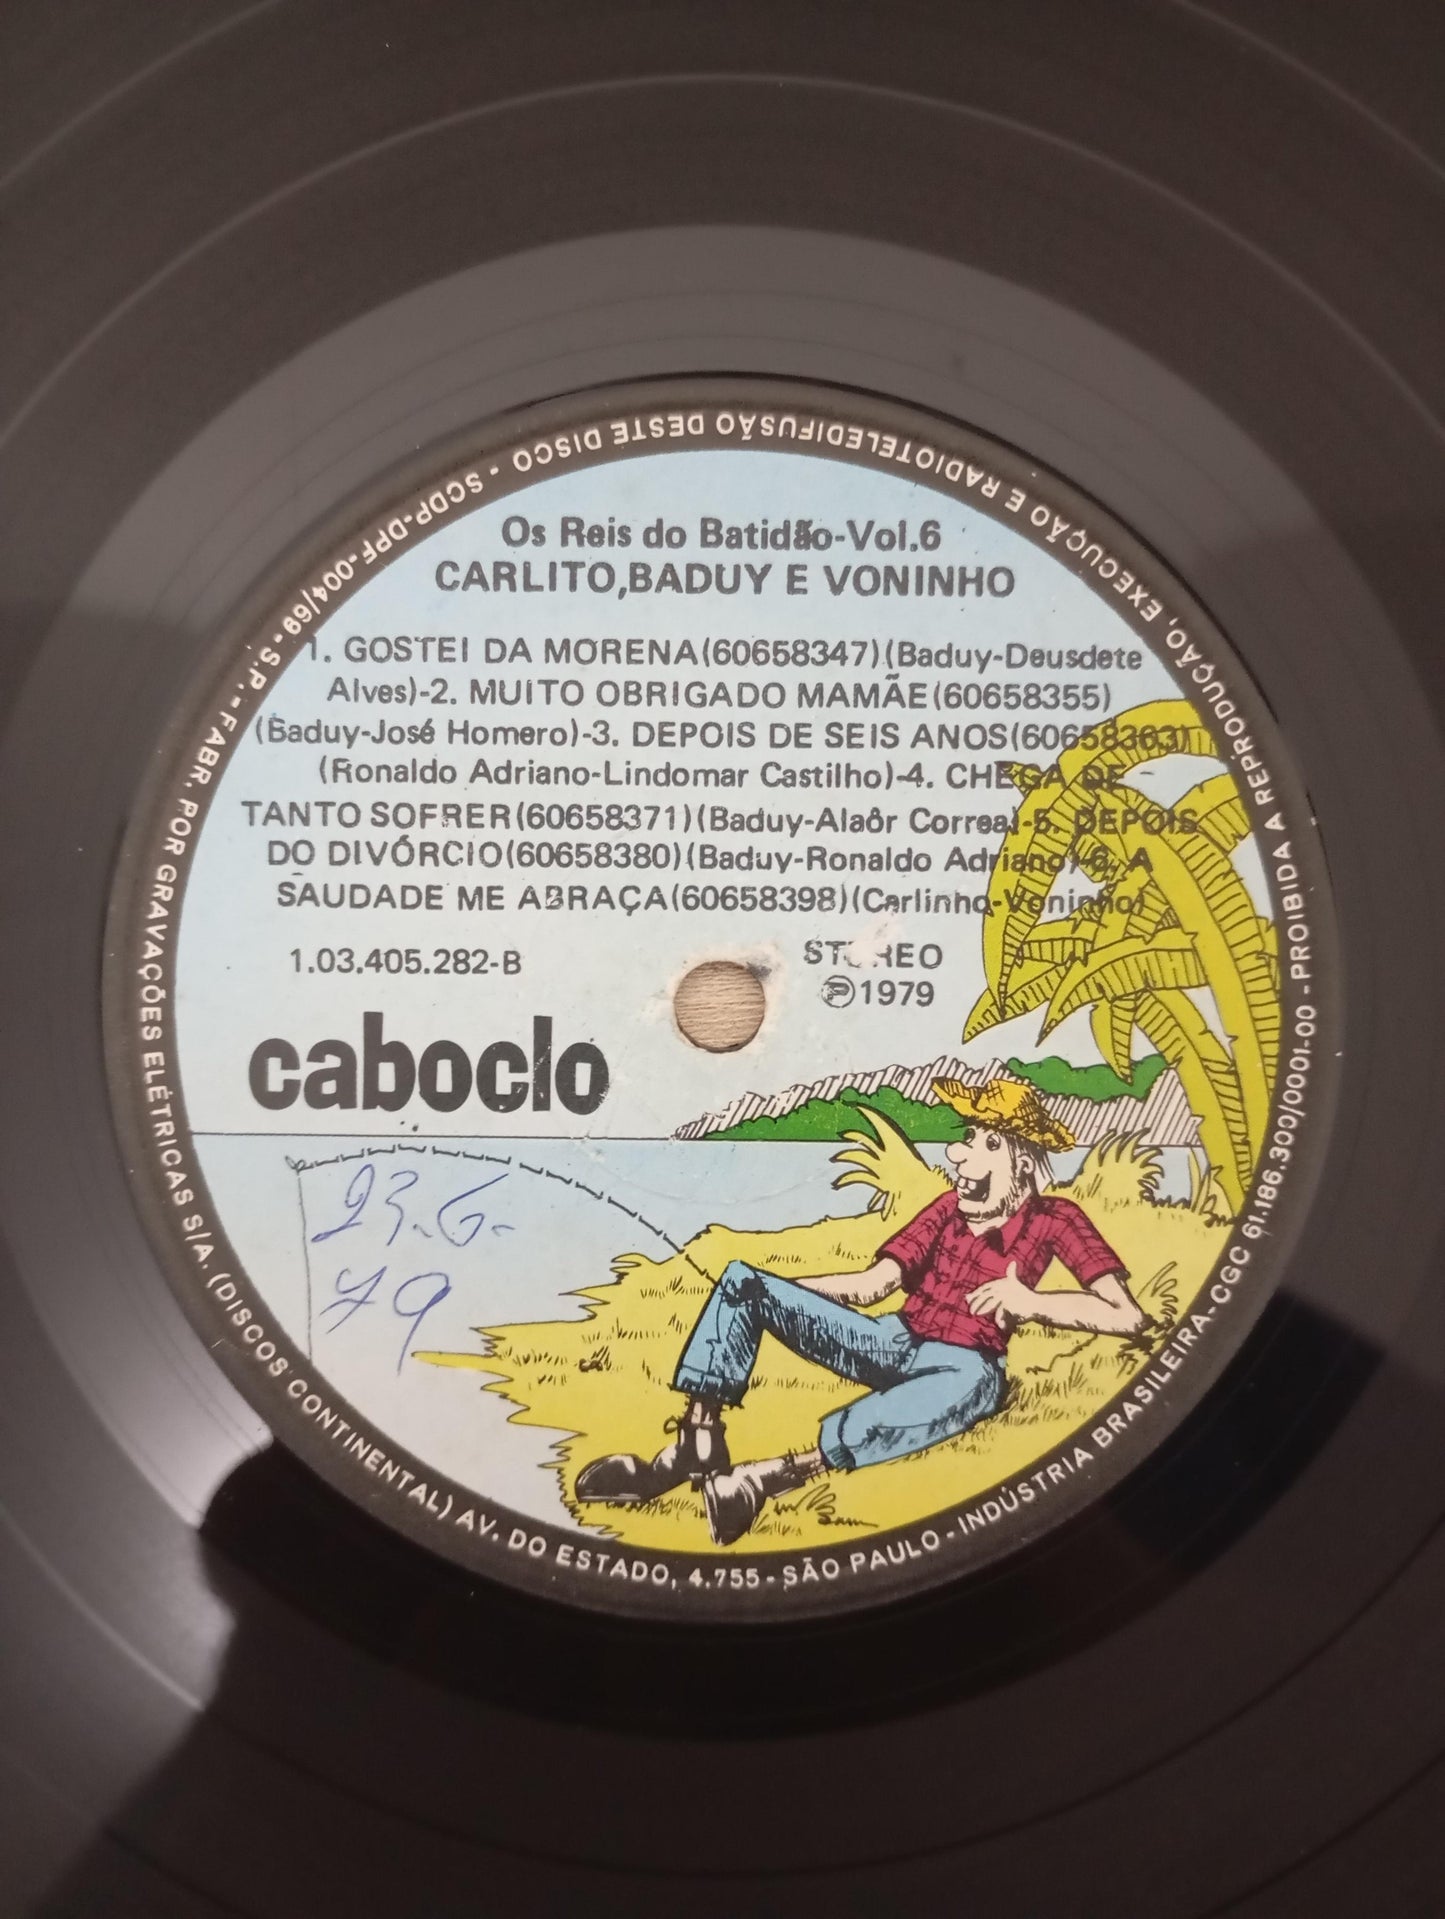 Os Reis do Batidão-Vol.6
CARLITO,BADUY E VONINHO
1. GOSTEI DA MORENA(60658347)(Baduy-Deusdete
Alves)-2. MUITO OBRIGADO MAMÃE(60658355)
(Baduy-José Homero)-3. DEPOIS DE SEIS ANOS(60658363)
(Ronaldo Adriano-Lindomar Castilho)-4. CHEGA DE
TANTO SOFRER(60658371)(Baduy-Alaôr Correa)-5. DEPOIS
DO DIVÓRCIO(60658380)(Baduy-Ronaldo Adriano)-6. A
SAUDADE ME ABRAÇA(60658398)(Carlinho-Voninho)
1.03.405.282-B
STEREO
Ⓟ1979
caboclo
23.6.
79
FABR. POR GRAVAÇÕES ELÉTRICAS S/A. (DISCOS CONTINENTAL) AV. DO ESTADO, 4.755 - SÃO PAULO - INDÚSTRIA BRASILEIRA - CGC 61.186.300/0001-00 - PROIBIDA A REPRODUÇÃO, EXECUÇÃO E RADIOTELEDIFUSÃO DESTE DISCO - SCDP-DPF-004/69 - S.P. -